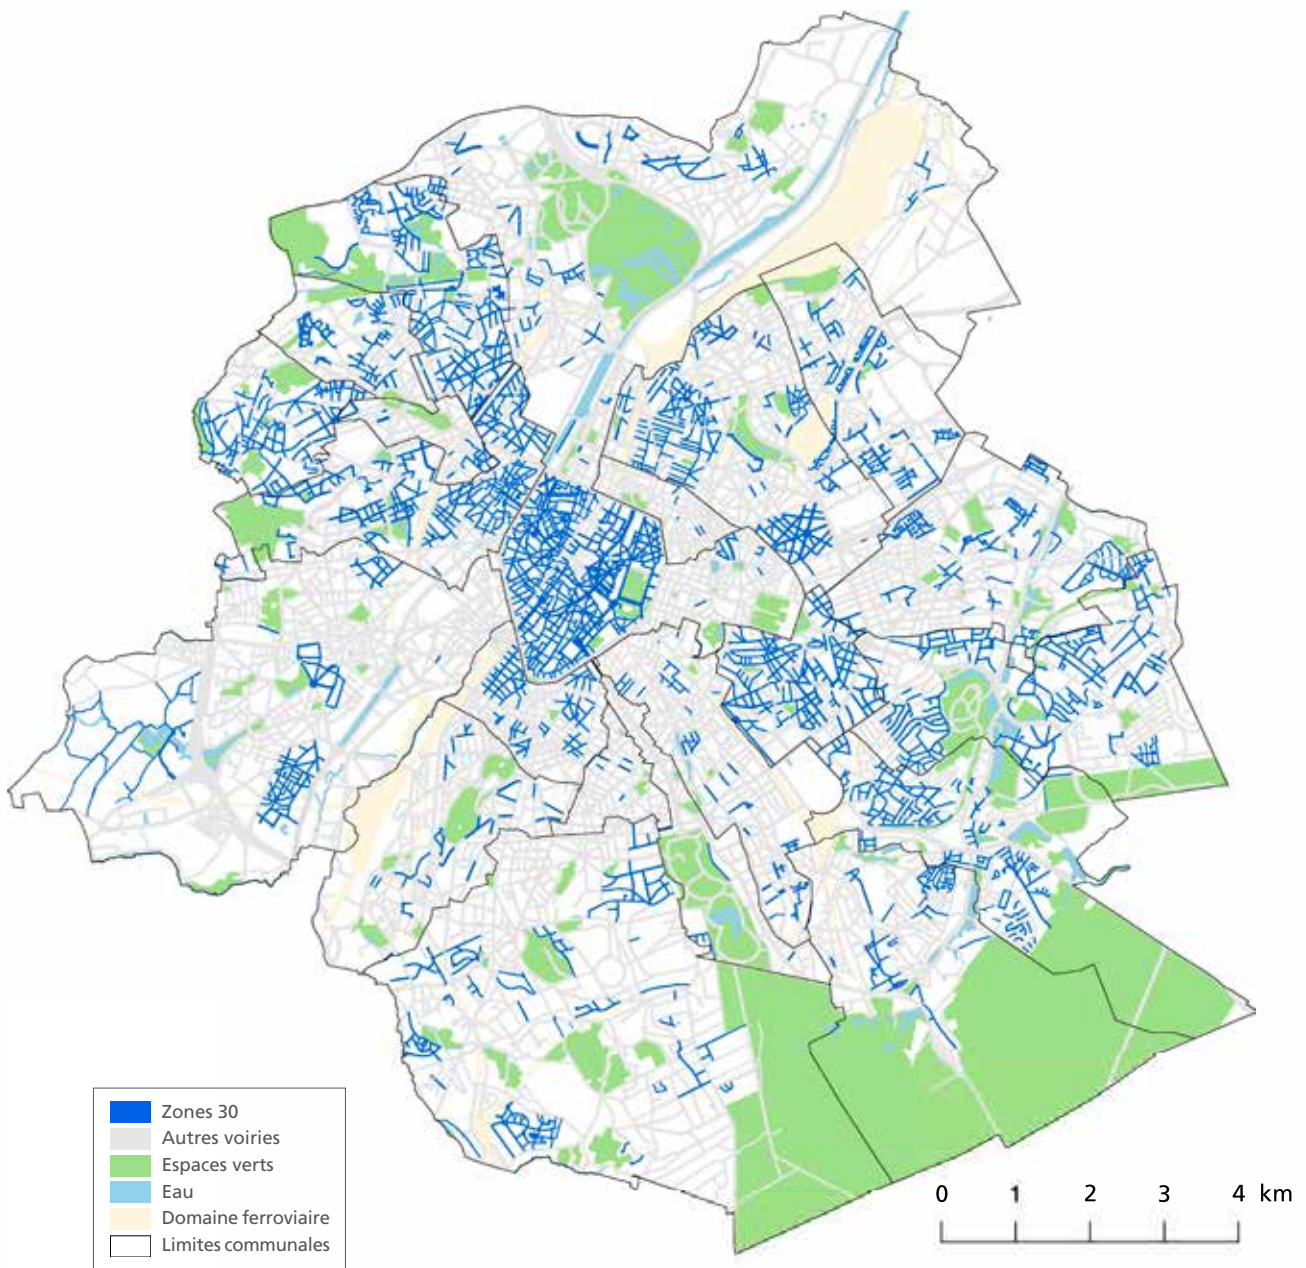 Zones 30
Autres voiries
Espaces verts
Eau
Domaine ferroviaire
Limites communales
0 1 2 3 4 km